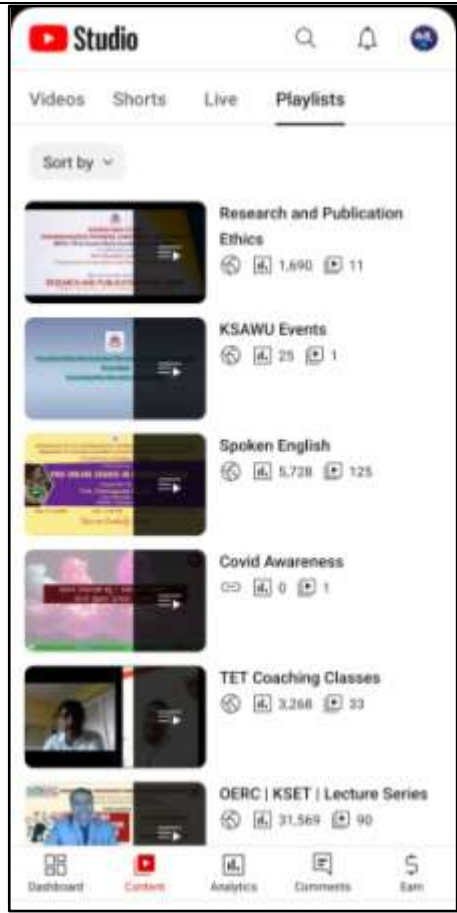 Studio
Videos Shorts Live Playlists
Sort by
Research and Publication
Ethics
1,690 11
KSAWU Events
25 1
Spoken English
5,728 125
Covid Awareness
0 1
TET Coaching Classes
3,268 33
OERC | KSET | Lecture Series
31,569 90
Dashboard Content Analytics Comments Earn